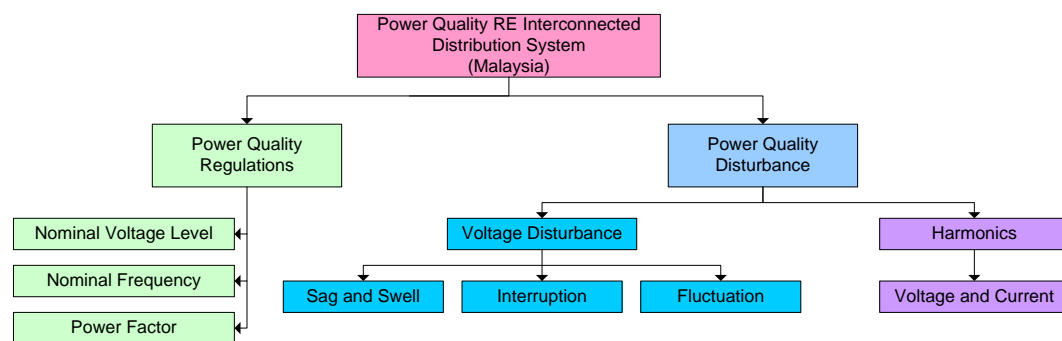 Power Quality RE Interconnected
Distribution System
(Malaysia)
Power Quality
Regulations
Power Quality
Disturbance
Nominal Voltage Level
Voltage Disturbance
Harmonics
Nominal Frequency
Sag and Swell
Interruption
Fluctuation
Voltage and Current
Power Factor